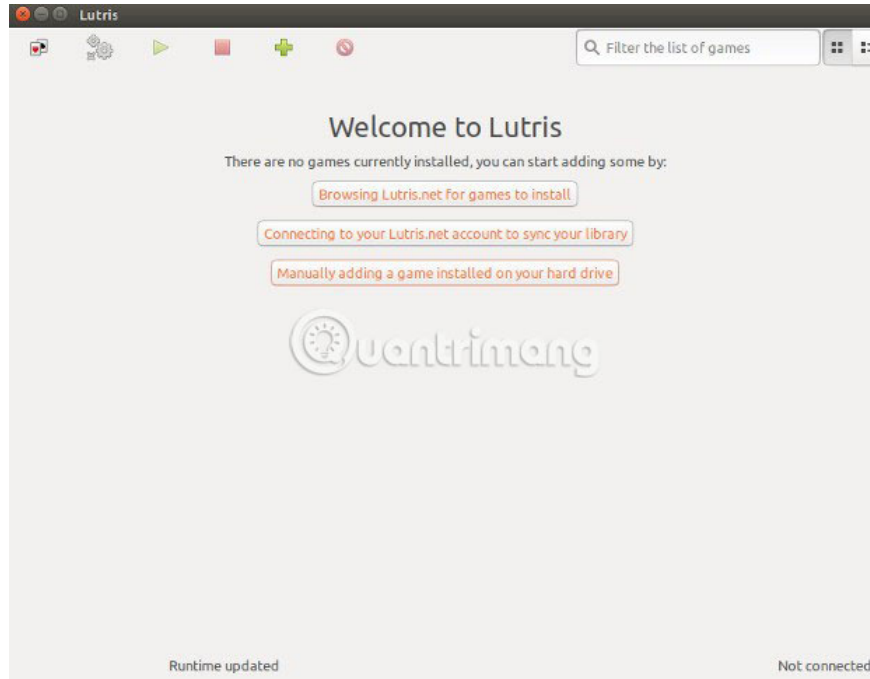 Lutris
Filter the list of games
Welcome to Lutris
There are no games currently installed, you can start adding some by:
Browsing Lutris.net for games to install
Connecting to your Lutris.net account to sync your library
Manually adding a game installed on your hard drive
Quantrimang
Runtime updated
Not connected